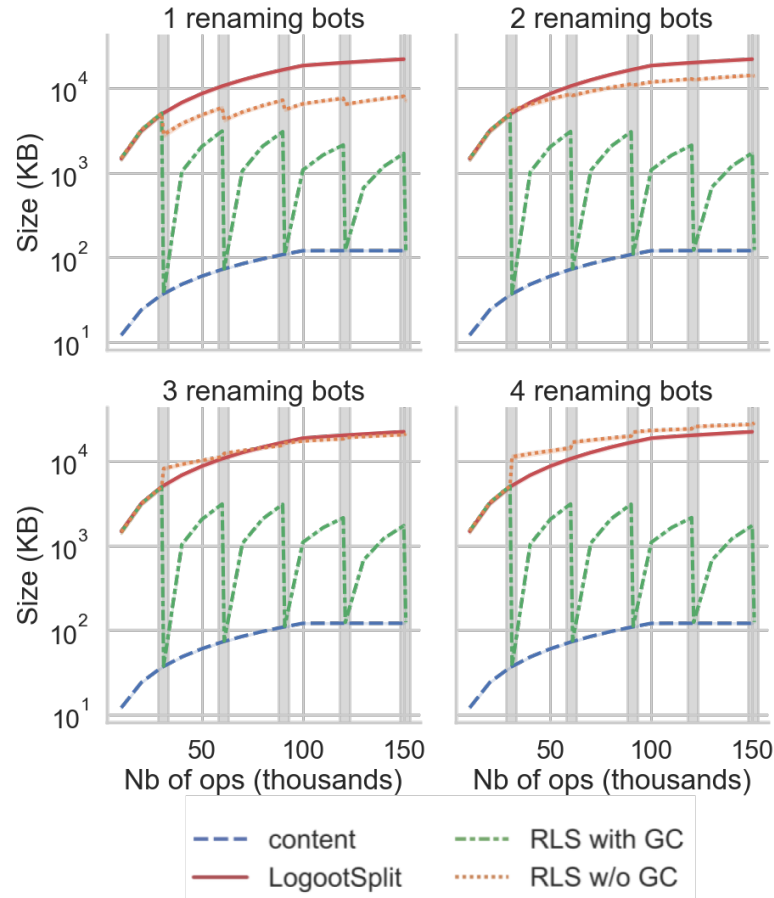 1 renaming bots
2 renaming bots
Size (KB)
10^4
10^3
10^2
10^1
3 renaming bots
4 renaming bots
Size (KB)
10^4
10^3
10^2
10^1
50 100 150
50 100 150
Nb of ops (thousands)
Nb of ops (thousands)
content
RLS with GC
LogootSplit
RLS w/o GC